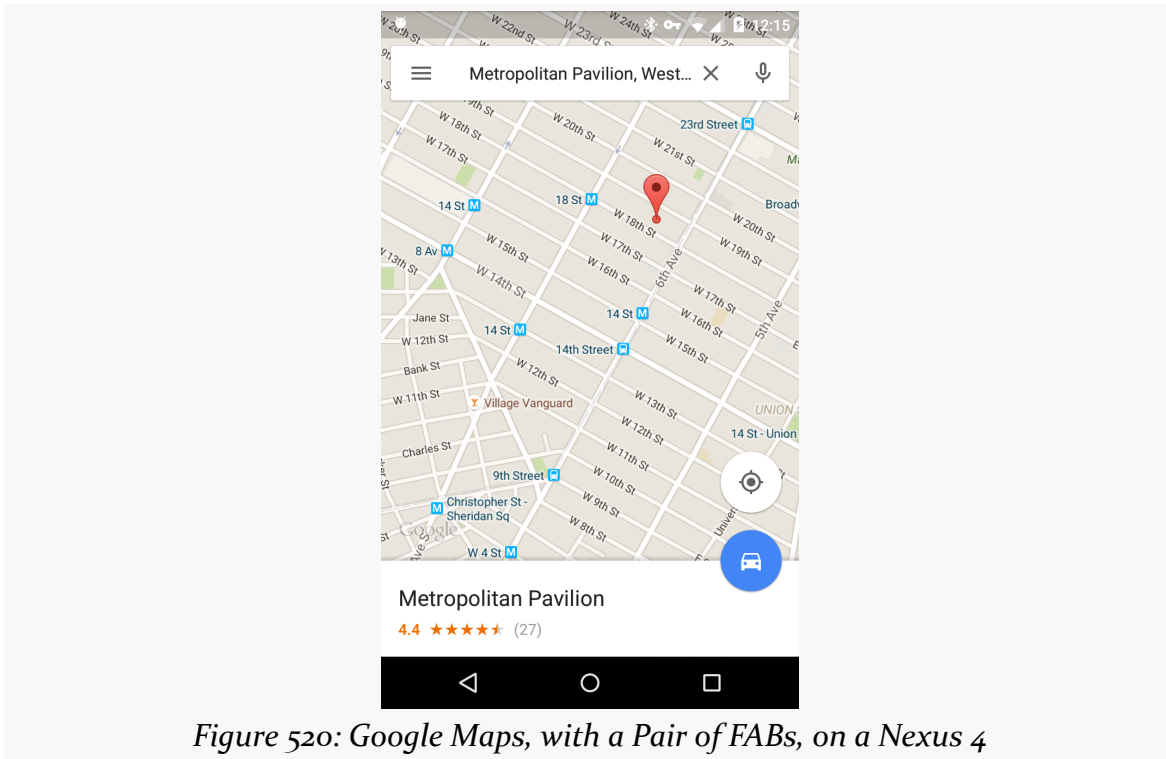 W 22nd St
W 23rd St
W 24th St
12:15
Metropolitan Pavilion, West...
23rd Street
W 18th St
W 20th St
W 17th St
W 21st St
14 St
18 St
Broadw
W 18th St
W 20th St
8 Av
W 15th St
W 17th St
W 19th St
W 13th St
W 14th St
W 16th St
6th Ave
W 17th St
14 St
W 16th St
5th Ave
Jane St
W 12th St
14 St
14th Street
W 15th St
Bank St
W 12th St
W 11th St
Village Vanguard
W 13th St
UNION
W 12th St
14 St - Union
Charles St
W 11th St
9th Street
W 10th St
Christopher St -
Sheridan Sq
W 9th St
Univer
Google
W 8th St
W 4 St
Metropolitan Pavilion
4.4 (27)
Figure 520: Google Maps, with a Pair of FABs, on a Nexus 4